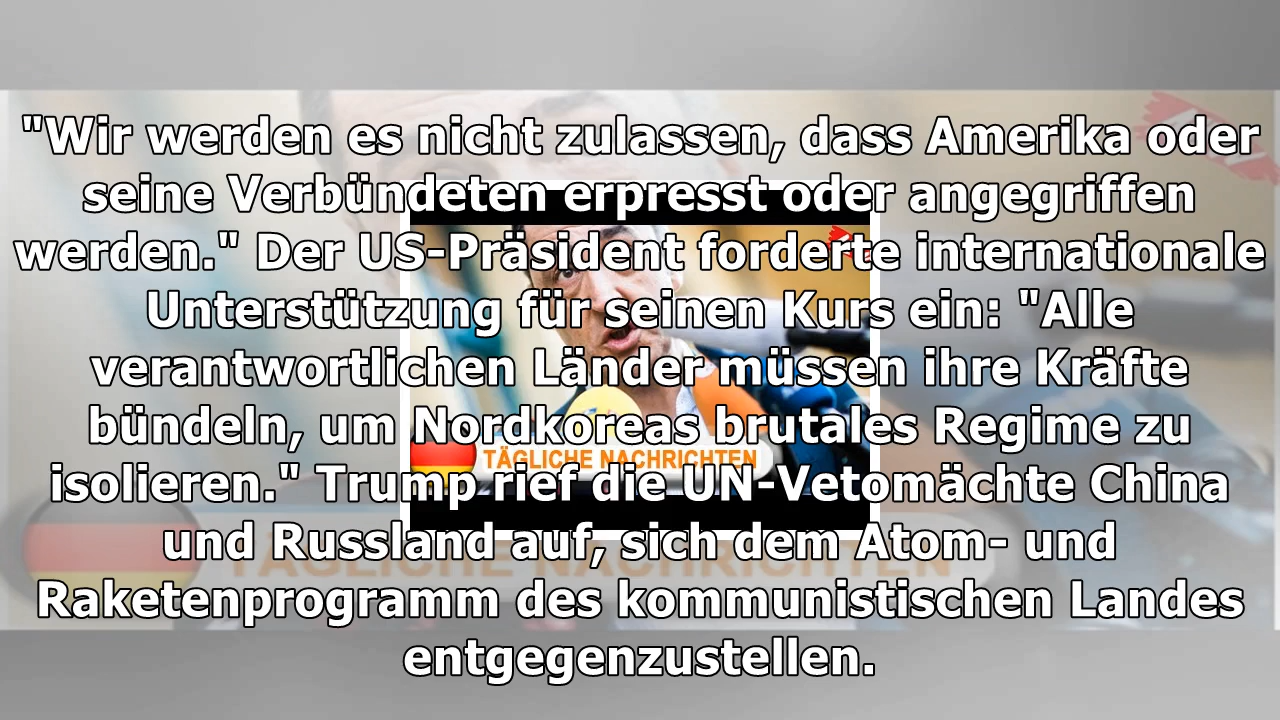 "Wir werden es nicht zulassen, dass Amerika oder
seine Verbündeten erpresst oder angegriffen
werden." Der US-Präsident forderte internationale
Unterstützung für seinen Kurs ein: "Alle
verantwortlichen Länder müssen ihre Kräfte
bündeln, um Nordkoreas brutales Regime zu
isolieren." Trump rief die UN-Vetomächte China
und Russland auf, sich dem Atom- und
Raketenprogramm des kommunistischen Landes
entgegenzustellen.
TÄGLICHE NACHRICHTEN
TÄGLICHE NACHRICHTEN